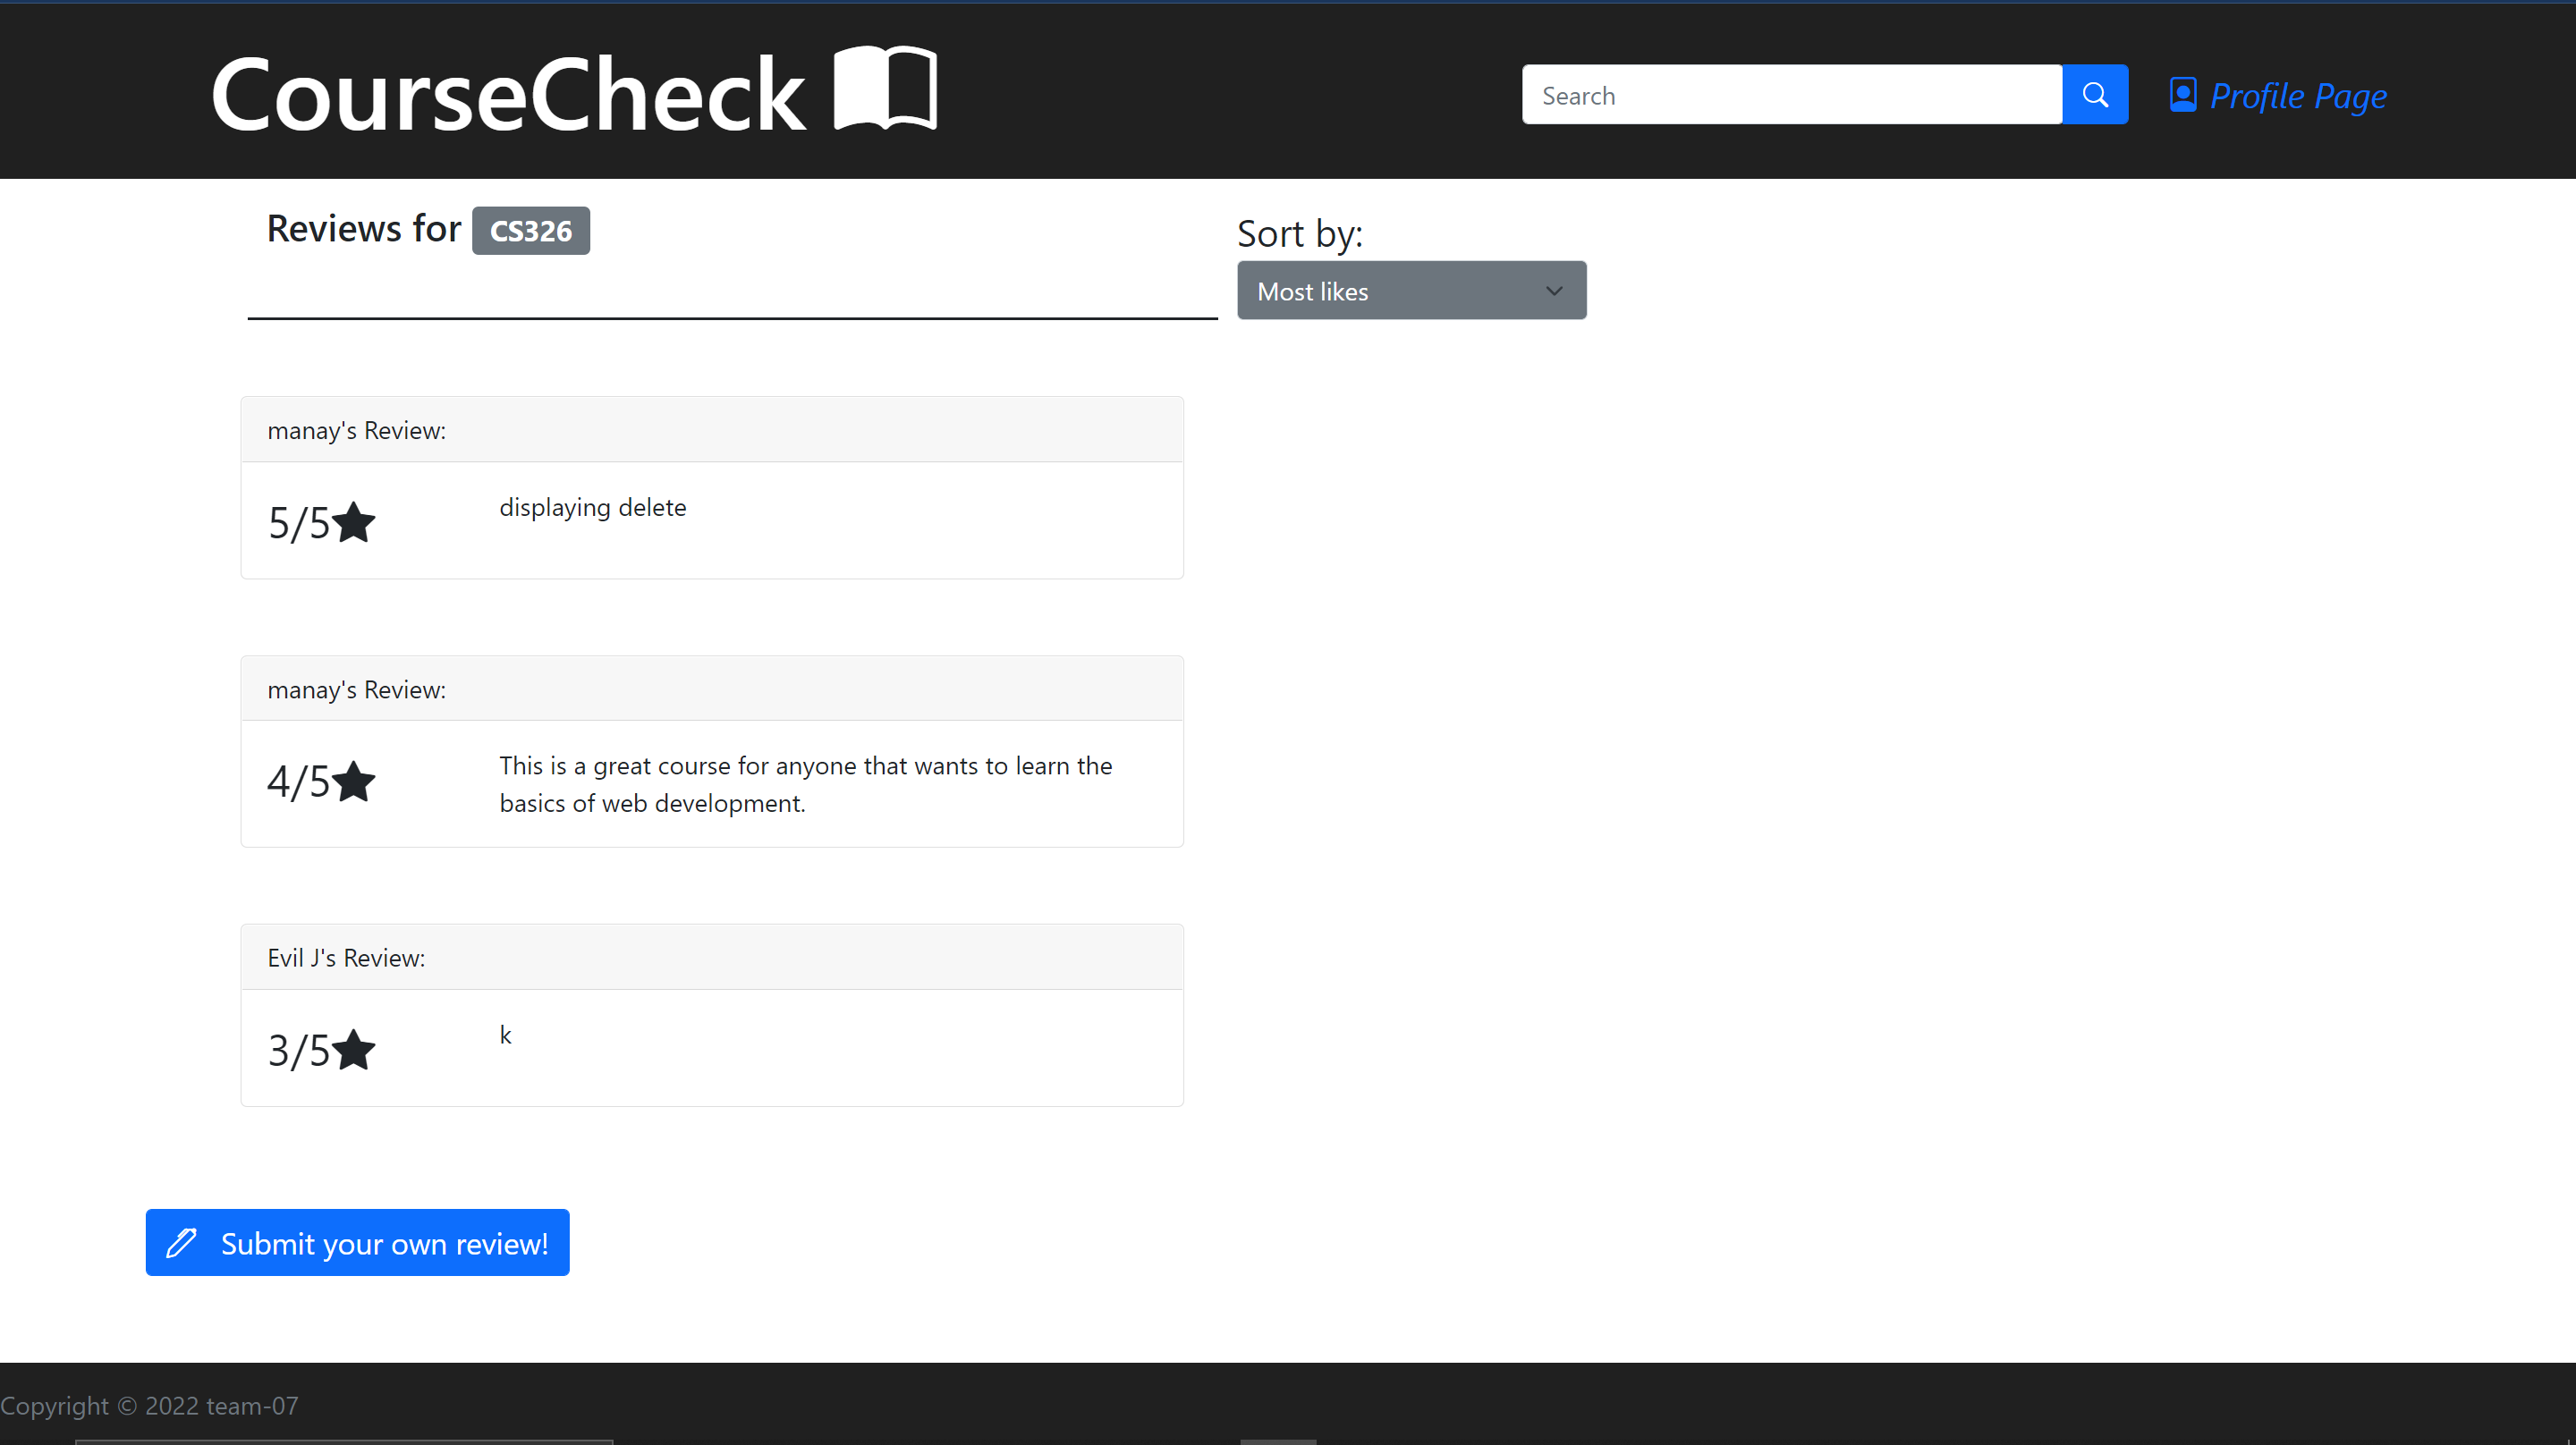 CourseCheck
Search
Profile Page
Reviews for CS326
Sort by:
Most likes
manay's Review:
5/5
displaying delete
manay's Review:
4/5
This is a great course for anyone that wants to learn the
basics of web development.
Evil J's Review:
3/5
k
Submit your own review!
Copyright © 2022 team-07